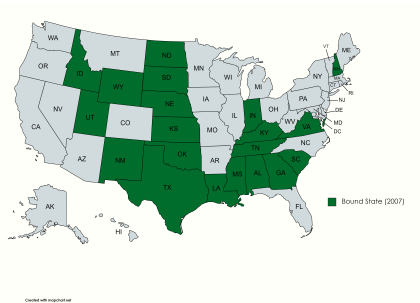 WA
MT
ND
MN
VT
ME
OR
ID
SD
WI
NY
WY
MI
MA
RI
NV
NE
IA
PA
NJ
UT
CO
IL
IN
OH
DE
CA
KS
MO
WV
VA
MD
DC
KY
AZ
NM
OK
AR
TN
NC
SC
TX
LA
MS
AL
GA
AK
HI
FL
Bound State (2007)
Created with mapchart.net